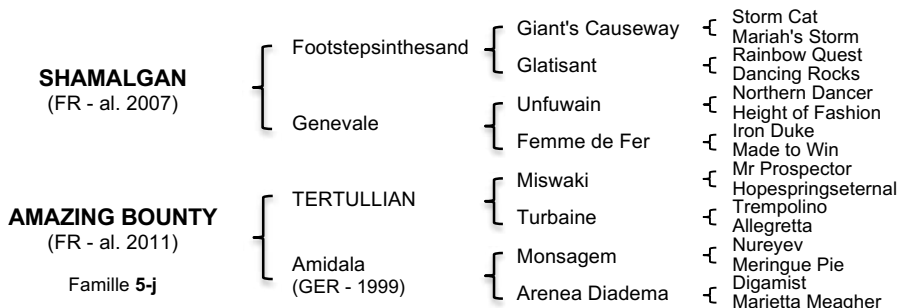 SHAMALGAN
(FR - al. 2007)
Footstepsinthesand
Genevale
Giant's Causeway
Glatisant
Unfuwain
Femme de Fer
Storm Cat
Mariah's Storm
Rainbow Quest
Dancing Rocks
Northern Dancer
Height of Fashion
Iron Duke
Made to Win
AMAZING BOUNTY
(FR - al. 2011)
Famille 5-j
TERTULLIAN
Amidala
(GER - 1999)
Miswaki
Turbaine
Monsagem
Arenea Diadema
Mr Prospector
Hopespringseternal
Trempolino
Allegretta
Nureyev
Meringue Pie
Digamist
Marietta Meagher